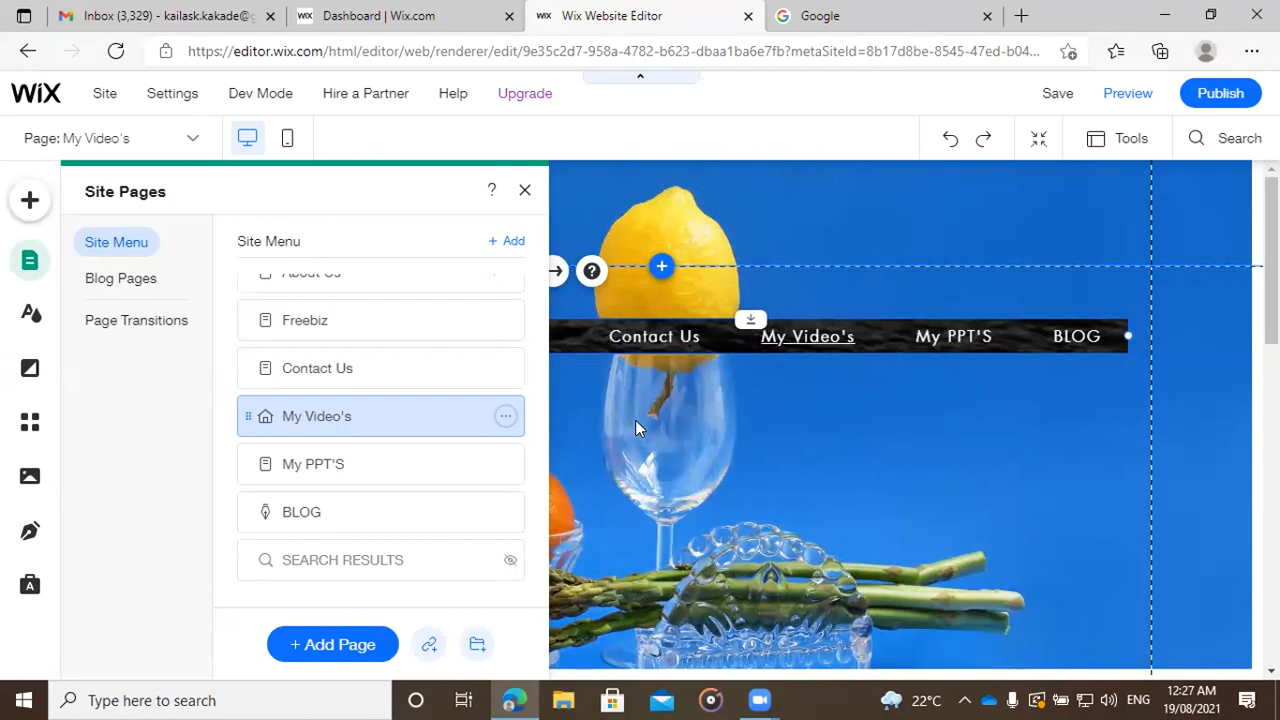 Inbox (3,329) - kailask.kakade@g
Dashboard | Wix.com
Wix Website Editor
Google
https://editor.wix.com/html/editor/web/renderer/edit/9e35c2d7-958a-4782-b623-dbaa1ba6e7fb?metaSiteId=8b17d8be-8545-47ed-b04...
WiX Site Settings Dev Mode Hire a Partner Help Upgrade Save Preview Publish
Page: My Video's Tools Search
Site Pages ?
Site Menu
Blog Pages
Page Transitions
Site Menu + Add
About Us
Freebiz
Contact Us
My Video's
My PPT'S
BLOG
SEARCH RESULTS
+ Add Page
Contact Us My Video's My PPT'S BLOG
Type here to search
22°C ENG
12:27 AM
19/08/2021